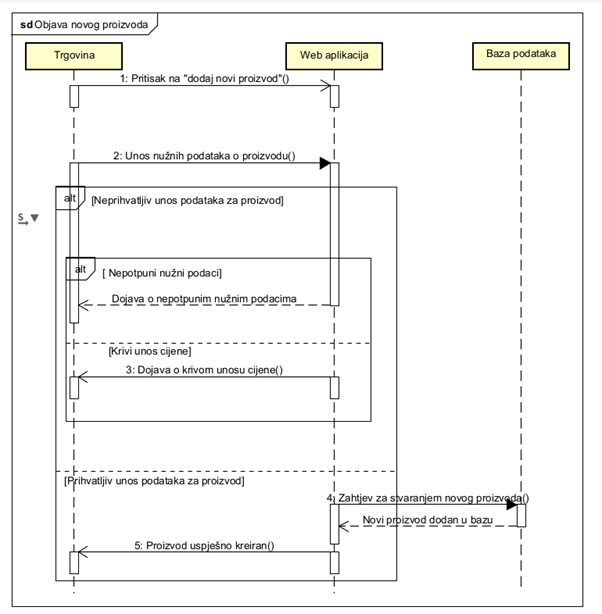 sd Objava novog proizvoda
Trgovina
Web aplikacija
Baza podataka
1: Pritisak na "dodaj novi proizvod"()
2: Unos nužnih podataka o proizvodu()
alt
[Neprihvatljiv unos podataka za proizvod]
S
alt
[ Nepotpuni nužni podaci]
Dojava o nepotpunim nužnim podacima
[Krivi unos cijene]
3: Dojava o krivom unosu cijene()
[Prihvatljiv unos podataka za proizvod]
4: Zahtjev za stvaranjem novog proizvoda()
Novi proizvod dodan u bazu
5: Proizvod uspješno kreiran()